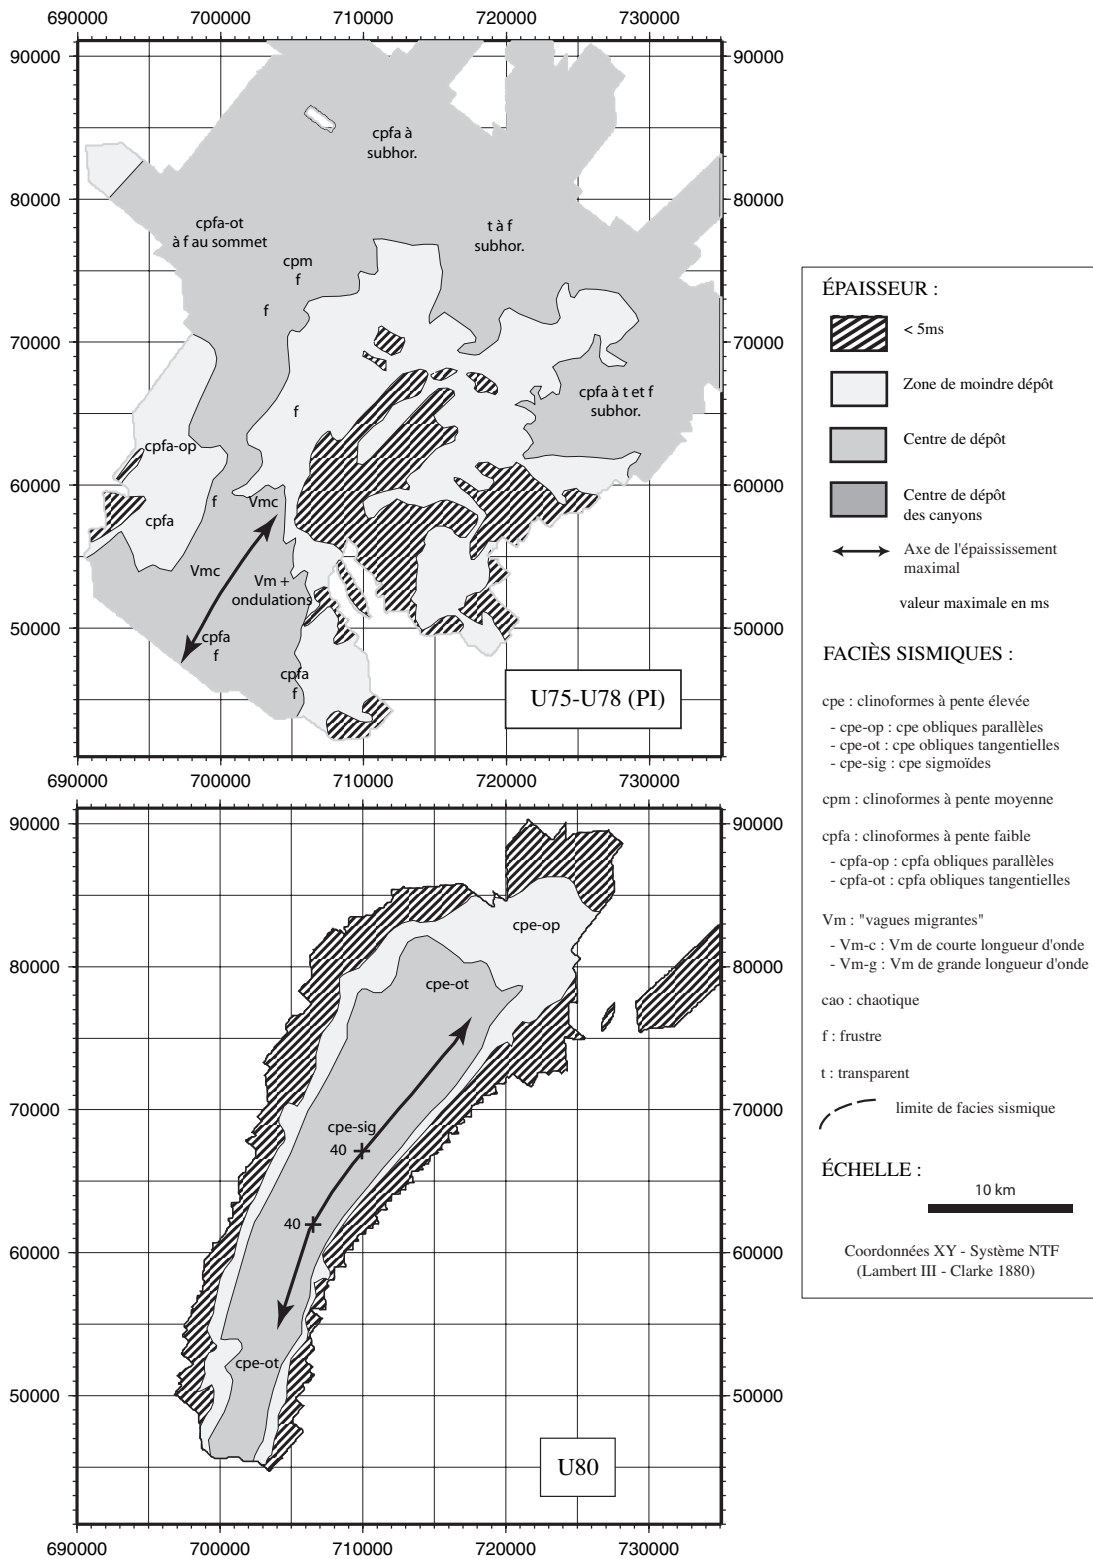 690000 700000 710000 720000 730000
90000 90000
cpfa à
subhor.
80000 80000
cpfa-ot
à f au sommet
t à f
subhor.
cpm
f
f
70000 70000
cpfa à t et f
subhor.
f
cpfa-op
60000 60000
f
Vmc
cpfa
Vmc
Vm +
ondulations
50000 50000
cpfa
f
cpfa
f
U75-U78 (PI)
690000 700000 710000 720000 730000
90000 90000
cpe-op
80000 80000
cpe-ot
70000 70000
cpe-sig
40
40
60000 60000
cpe-ot
50000 50000
U80
690000 700000 710000 720000 730000
ÉPAISSEUR :
< 5ms
Zone de moindre dépôt
Centre de dépôt
Centre de dépôt
des canyons
Axe de l'épaississement
maximal
valeur maximale en ms
FACIÈS SISMIQUES :
cpe : clinoformes à pente élevée
- cpe-op : cpe obliques parallèles
- cpe-ot : cpe obliques tangentielles
- cpe-sig : cpe sigmoïdes
cpm : clinoformes à pente moyenne
cpfa : clinoformes à pente faible
- cpfa-op : cpfa obliques parallèles
- cpfa-ot : cpfa obliques tangentielles
Vm : "vagues migrantes"
- Vm-c : Vm de courte longueur d'onde
- Vm-g : Vm de grande longueur d'onde
cao : chaotique
f : frustre
t : transparent
limite de facies sismique
ÉCHELLE :
10 km
Coordonnées XY - Système NTF
(Lambert III - Clarke 1880)